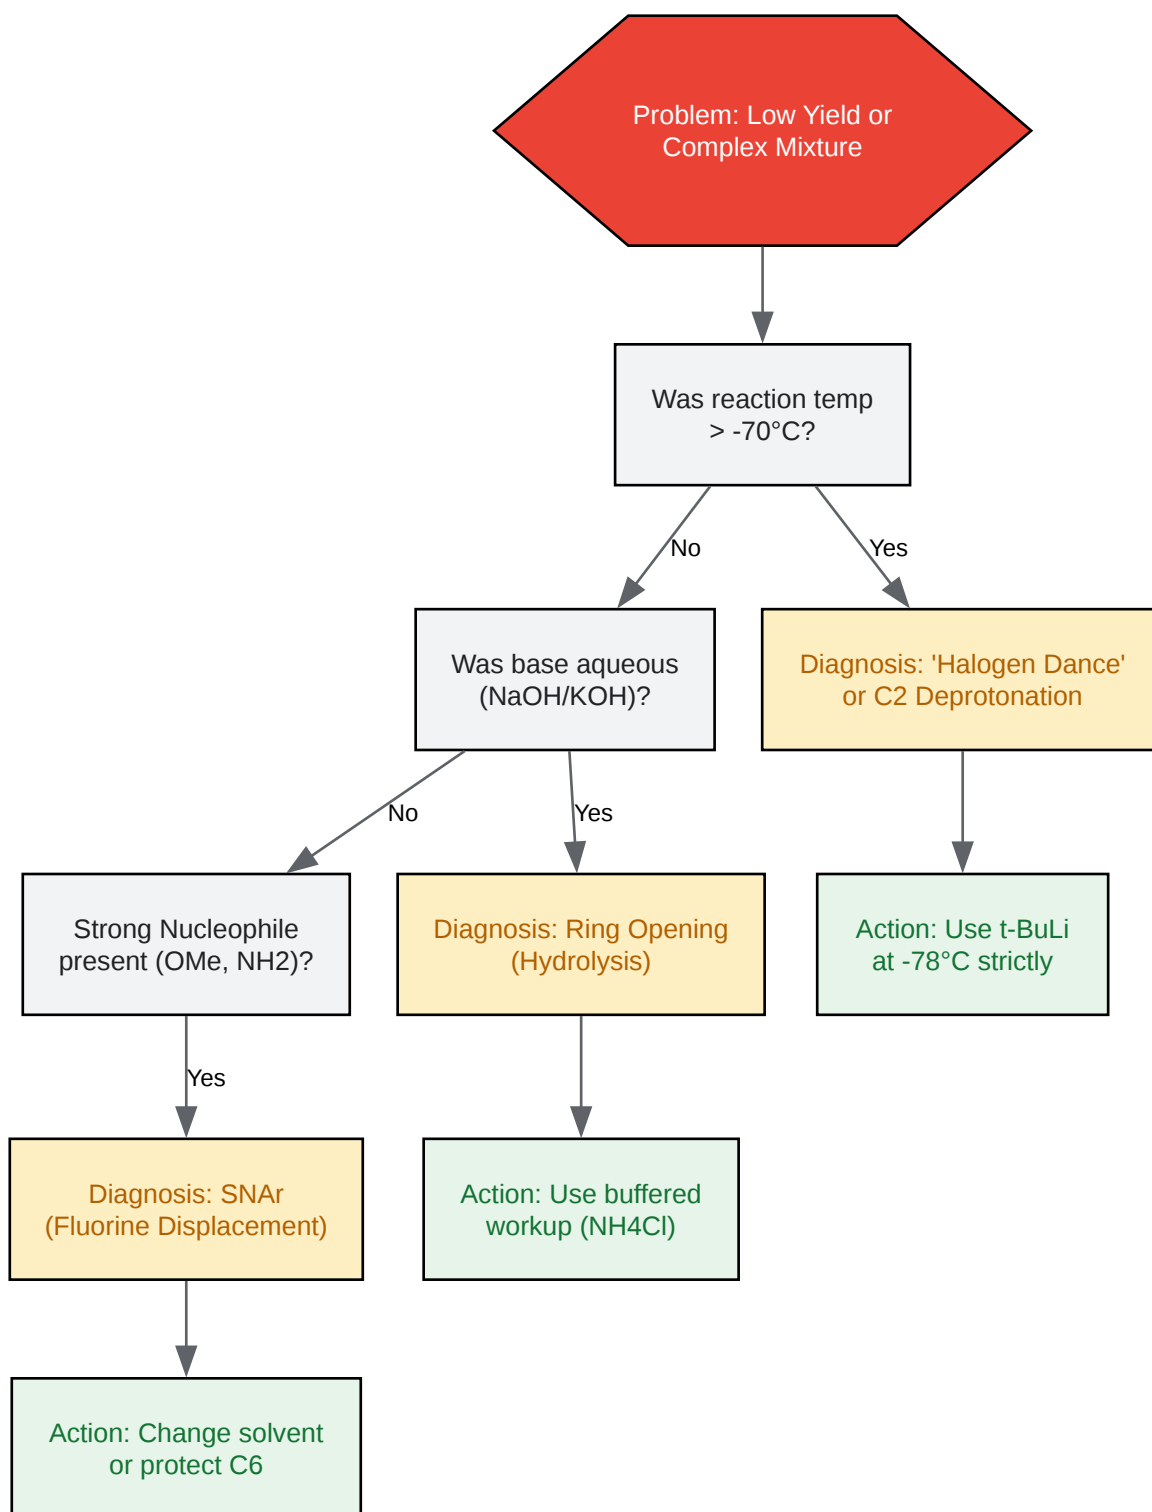 Problem: Low Yield or
Complex Mixture
Was reaction temp
> -70°C?
No
Yes
Was base aqueous
(NaOH/KOH)?
Diagnosis: 'Halogen Dance'
or C2 Deprotonation
No
Yes
Strong Nucleophile
present (OMe, NH2)?
Diagnosis: Ring Opening
(Hydrolysis)
Action: Use t-BuLi
at -78°C strictly
Yes
Diagnosis: SNAr
(Fluorine Displacement)
Action: Use buffered
workup (NH4Cl)
Action: Change solvent
or protect C6